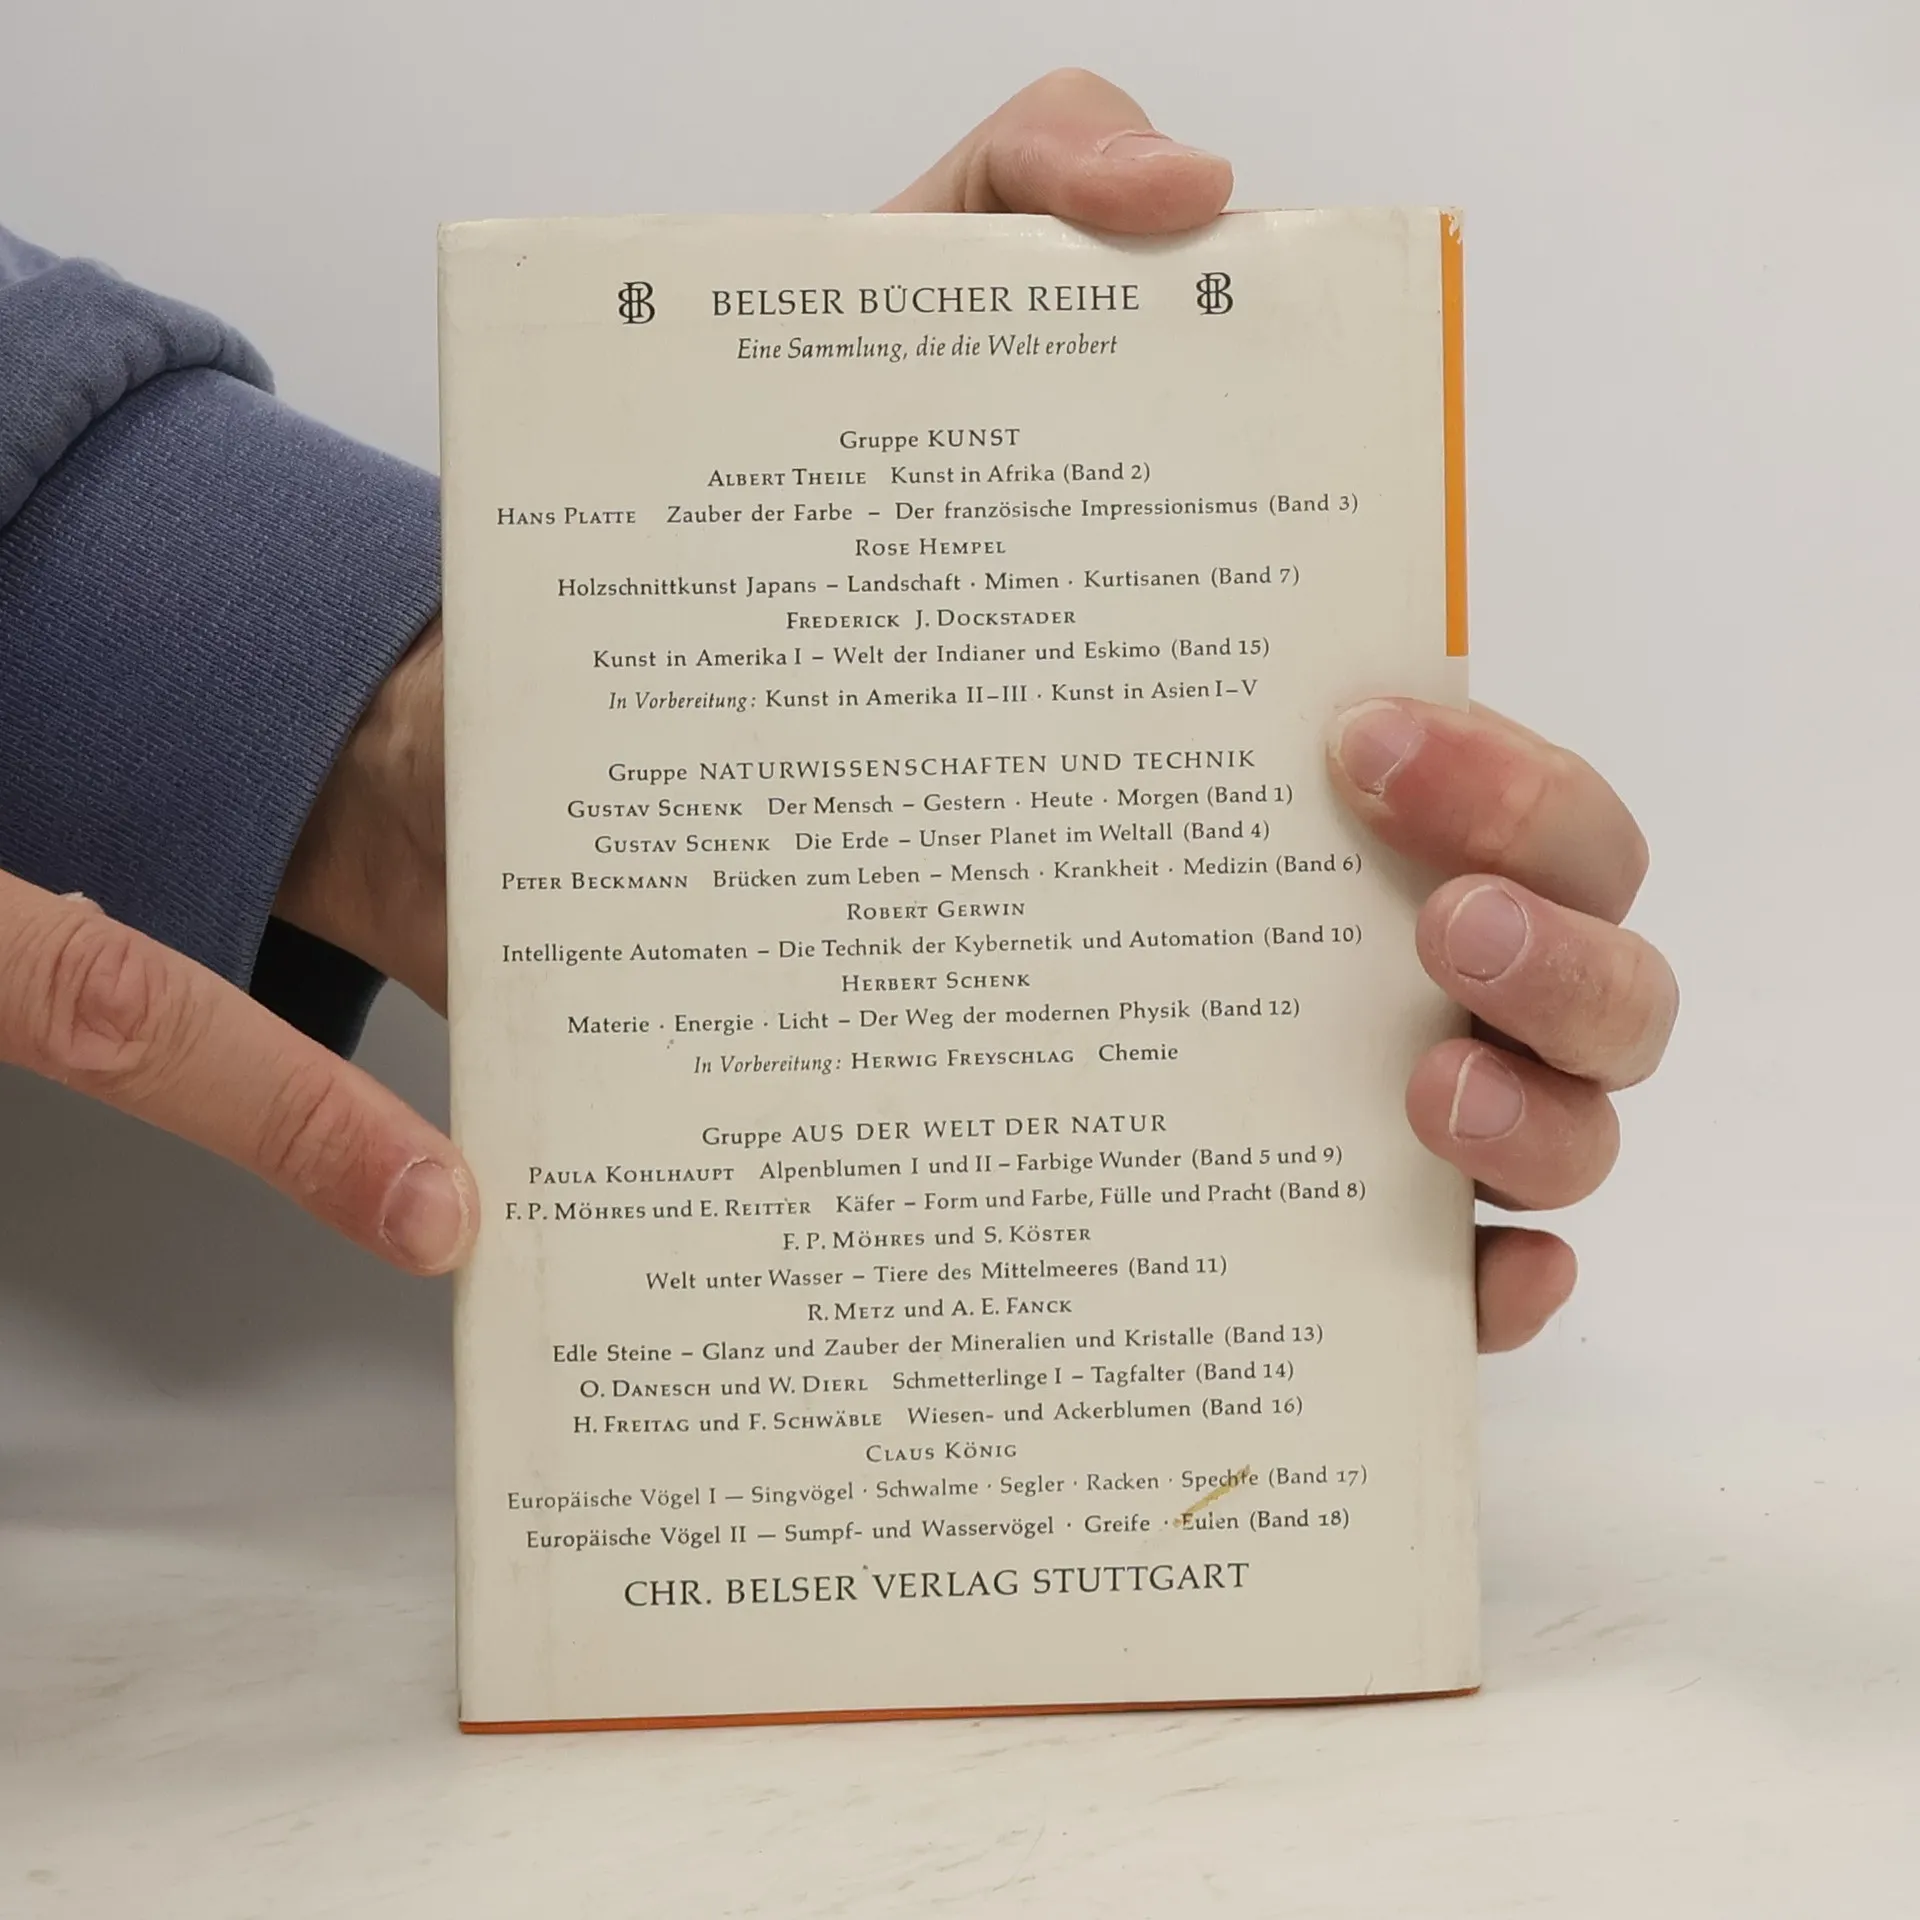 BELSER BÜCHER REIHE
Eine Sammlung, die die Welt erobert
Gruppe KUNST
ALBERT THEILE Kunst in Afrika (Band 2)
HANS PLATTE Zauber der Farbe – Der französische Impressionismus (Band 3)
ROSE HEMPEL
Holzschnittkunst Japans – Landschaft · Mimen · Kurtisanen (Band 7)
FREDERICK J. DOCKSTADER
Kunst in Amerika I – Welt der Indianer und Eskimo (Band 15)
In Vorbereitung: Kunst in Amerika II–III · Kunst in Asien I–V
Gruppe NATURWISSENSCHAFTEN UND TECHNIK
GUSTAV SCHENK Der Mensch – Gestern · Heute · Morgen (Band 1)
GUSTAV SCHENK Die Erde – Unser Planet im Weltall (Band 4)
PETER BECKMANN Brücken zum Leben – Mensch · Krankheit · Medizin (Band 6)
ROBERT GERWIN
Intelligente Automaten – Die Technik der Kybernetik und Automation (Band 10)
HERBERT SCHENK
Materie · Energie · Licht – Der Weg der modernen Physik (Band 12)
In Vorbereitung: HERWIG FREYSCHLAG Chemie
Gruppe AUS DER WELT DER NATUR
PAULA KOHLHAUPT Alpenblumen I und II – Farbige Wunder (Band 5 und 9)
F. P. MÖHRES und E. REITTER Käfer – Form und Farbe, Fülle und Pracht (Band 8)
F. P. MÖHRES und S. KÖSTER
Welt unter Wasser – Tiere des Mittelmeeres (Band 11)
R. METZ und A. E. FANCK
Edle Steine – Glanz und Zauber der Mineralien und Kristalle (Band 13)
O. DANESCH und W. DIERL Schmetterlinge I – Tagfalter (Band 14)
H. FREITAG und F. SCHWÄBLE Wiesen- und Ackerblumen (Band 16)
CLAUS KÖNIG
Europäische Vögel I — Singvögel · Schwalme · Segler · Racken · Spechte (Band 17)
Europäische Vögel II — Sumpf- und Wasservögel · Greife · Eulen (Band 18)
CHR. BELSER VERLAG STUTTGART